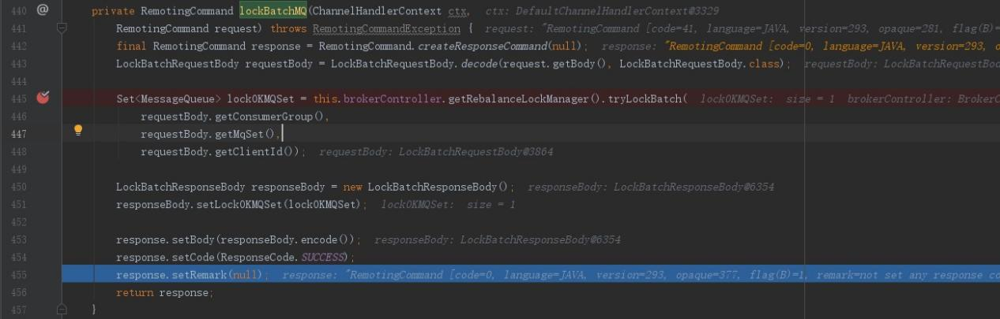 440 @ private RemotingCommand lockBatchMQ(ChannelHandlerContext ctx, ctx: DefaultChannelHandlerContext@3329
441 RemotingCommand request) throws RemotingCommandException { request: "RemotingCommand [code=41, language=JAVA, version=293, opaque=281, flag(B)=
442 final RemotingCommand response = RemotingCommand.createResponseCommand(null); response: "RemotingCommand [code=0, language=JAVA, version=293, o
443 LockBatchRequestBody requestBody = LockBatchRequestBody.decode(request.getBody(), LockBatchRequestBody.class); requestBody: LockBatchRequestBod
444
445 Set<MessageQueue> lockOKMQSet = this.brokerController.getRebalanceLockManager().tryLockBatch( lockOKMQSet: size = 1 brokerController: BrokerC
446 requestBody.getConsumerGroup(),
447 requestBody.getMqSet(),
448 requestBody.getClientId()); requestBody: LockBatchRequestBody@3864
449
450 LockBatchResponseBody responseBody = new LockBatchResponseBody(); responseBody: LockBatchResponseBody@6354
451 responseBody.setLockOKMQSet(lockOKMQSet); lockOKMQSet: size = 1
452
453 response.setBody(responseBody.encode()); responseBody: LockBatchResponseBody@6354
454 response.setCode(ResponseCode.SUCCESS);
455 response.setRemark(null); response: "RemotingCommand [code=0, language=JAVA, version=293, opaque=377, flag(B)=1, remark=not set any response co
456 return response;
457 }